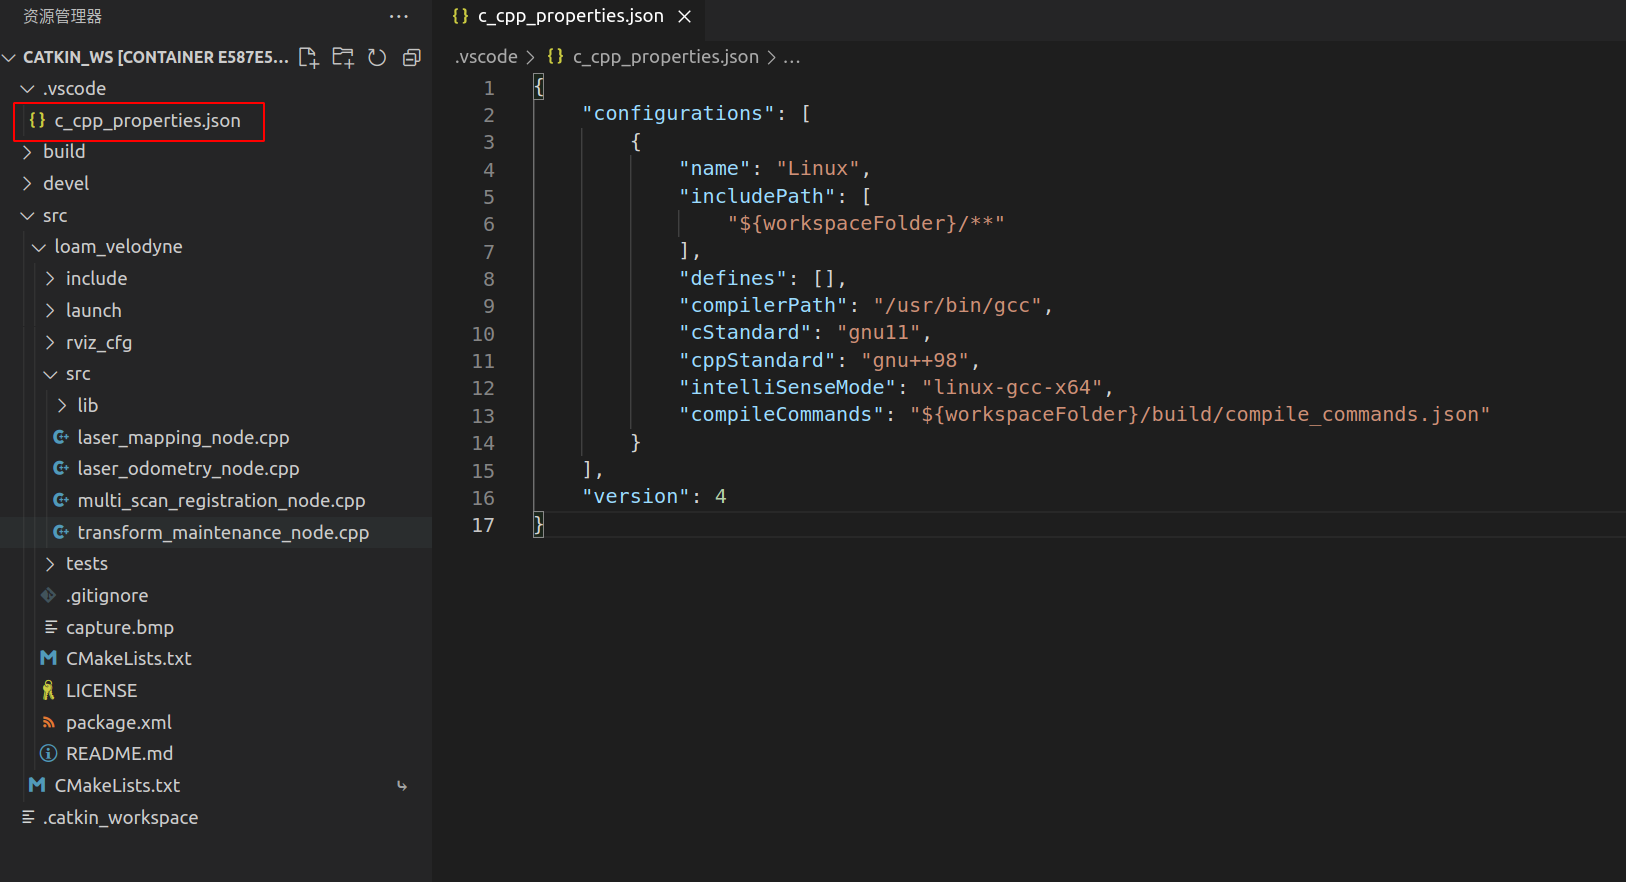 资源管理器
CATKIN_WS [CONTAINER E587E5...
.vscode
c_cpp_properties.json
build
devel
src
loam_velodyne
include
launch
rviz_cfg
src
lib
laser_mapping_node.cpp
laser_odometry_node.cpp
multi_scan_registration_node.cpp
transform_maintenance_node.cpp
tests
.gitignore
capture.bmp
CMakeLists.txt
LICENSE
package.xml
README.md
CMakeLists.txt
.catkin_workspace
{} c_cpp_properties.json
.vscode > {} c_cpp_properties.json > ...
1 {
2 "configurations": [
3 {
4 "name": "Linux",
5 "includePath": [
6 "${workspaceFolder}/**"
7 ],
8 "defines": [],
9 "compilerPath": "/usr/bin/gcc",
10 "cStandard": "gnu11",
11 "cppStandard": "gnu++98",
12 "intelliSenseMode": "linux-gcc-x64",
13 "compileCommands": "${workspaceFolder}/build/compile_commands.json"
14 }
15 ],
16 "version": 4
17 }